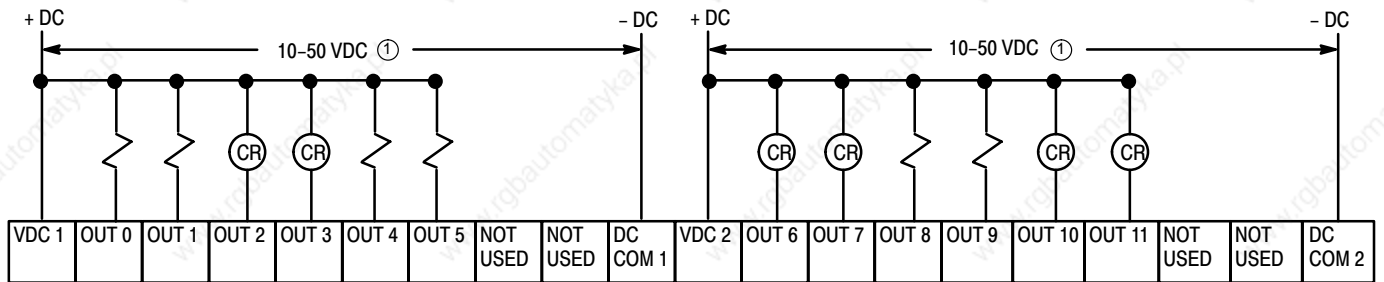 + DC
– DC
+ DC
– DC
10–50 VDC ①
10–50 VDC ①
CR
CR
CR
CR
CR
CR
VDC 1
OUT 0
OUT 1
OUT 2
OUT 3
OUT 4
OUT 5
NOT
USED
NOT
USED
DC
COM 1
VDC 2
OUT 6
OUT 7
OUT 8
OUT 9
OUT 10
OUT 11
NOT
USED
NOT
USED
DC
COM 2
www.rgbautomatyka.pl